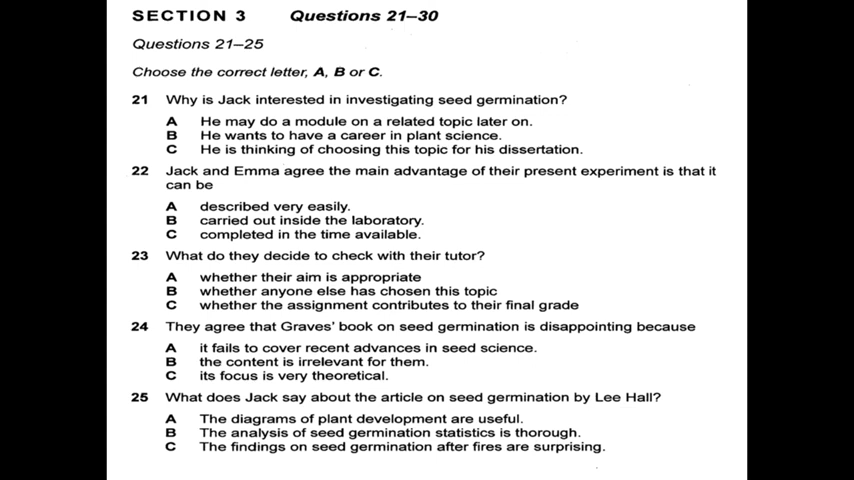 SECTION 3 Questions 21–30
Questions 21–25
Choose the correct letter, A, B or C.
21 Why is Jack interested in investigating seed germination?
A He may do a module on a related topic later on.
B He wants to have a career in plant science.
C He is thinking of choosing this topic for his dissertation.
22 Jack and Emma agree the main advantage of their present experiment is that it
can be
A described very easily.
B carried out inside the laboratory.
C completed in the time available.
23 What do they decide to check with their tutor?
A whether their aim is appropriate
B whether anyone else has chosen this topic
C whether the assignment contributes to their final grade
24 They agree that Graves' book on seed germination is disappointing because
A it fails to cover recent advances in seed science.
B the content is irrelevant for them.
C its focus is very theoretical.
25 What does Jack say about the article on seed germination by Lee Hall?
A The diagrams of plant development are useful.
B The analysis of seed germination statistics is thorough.
C The findings on seed germination after fires are surprising.